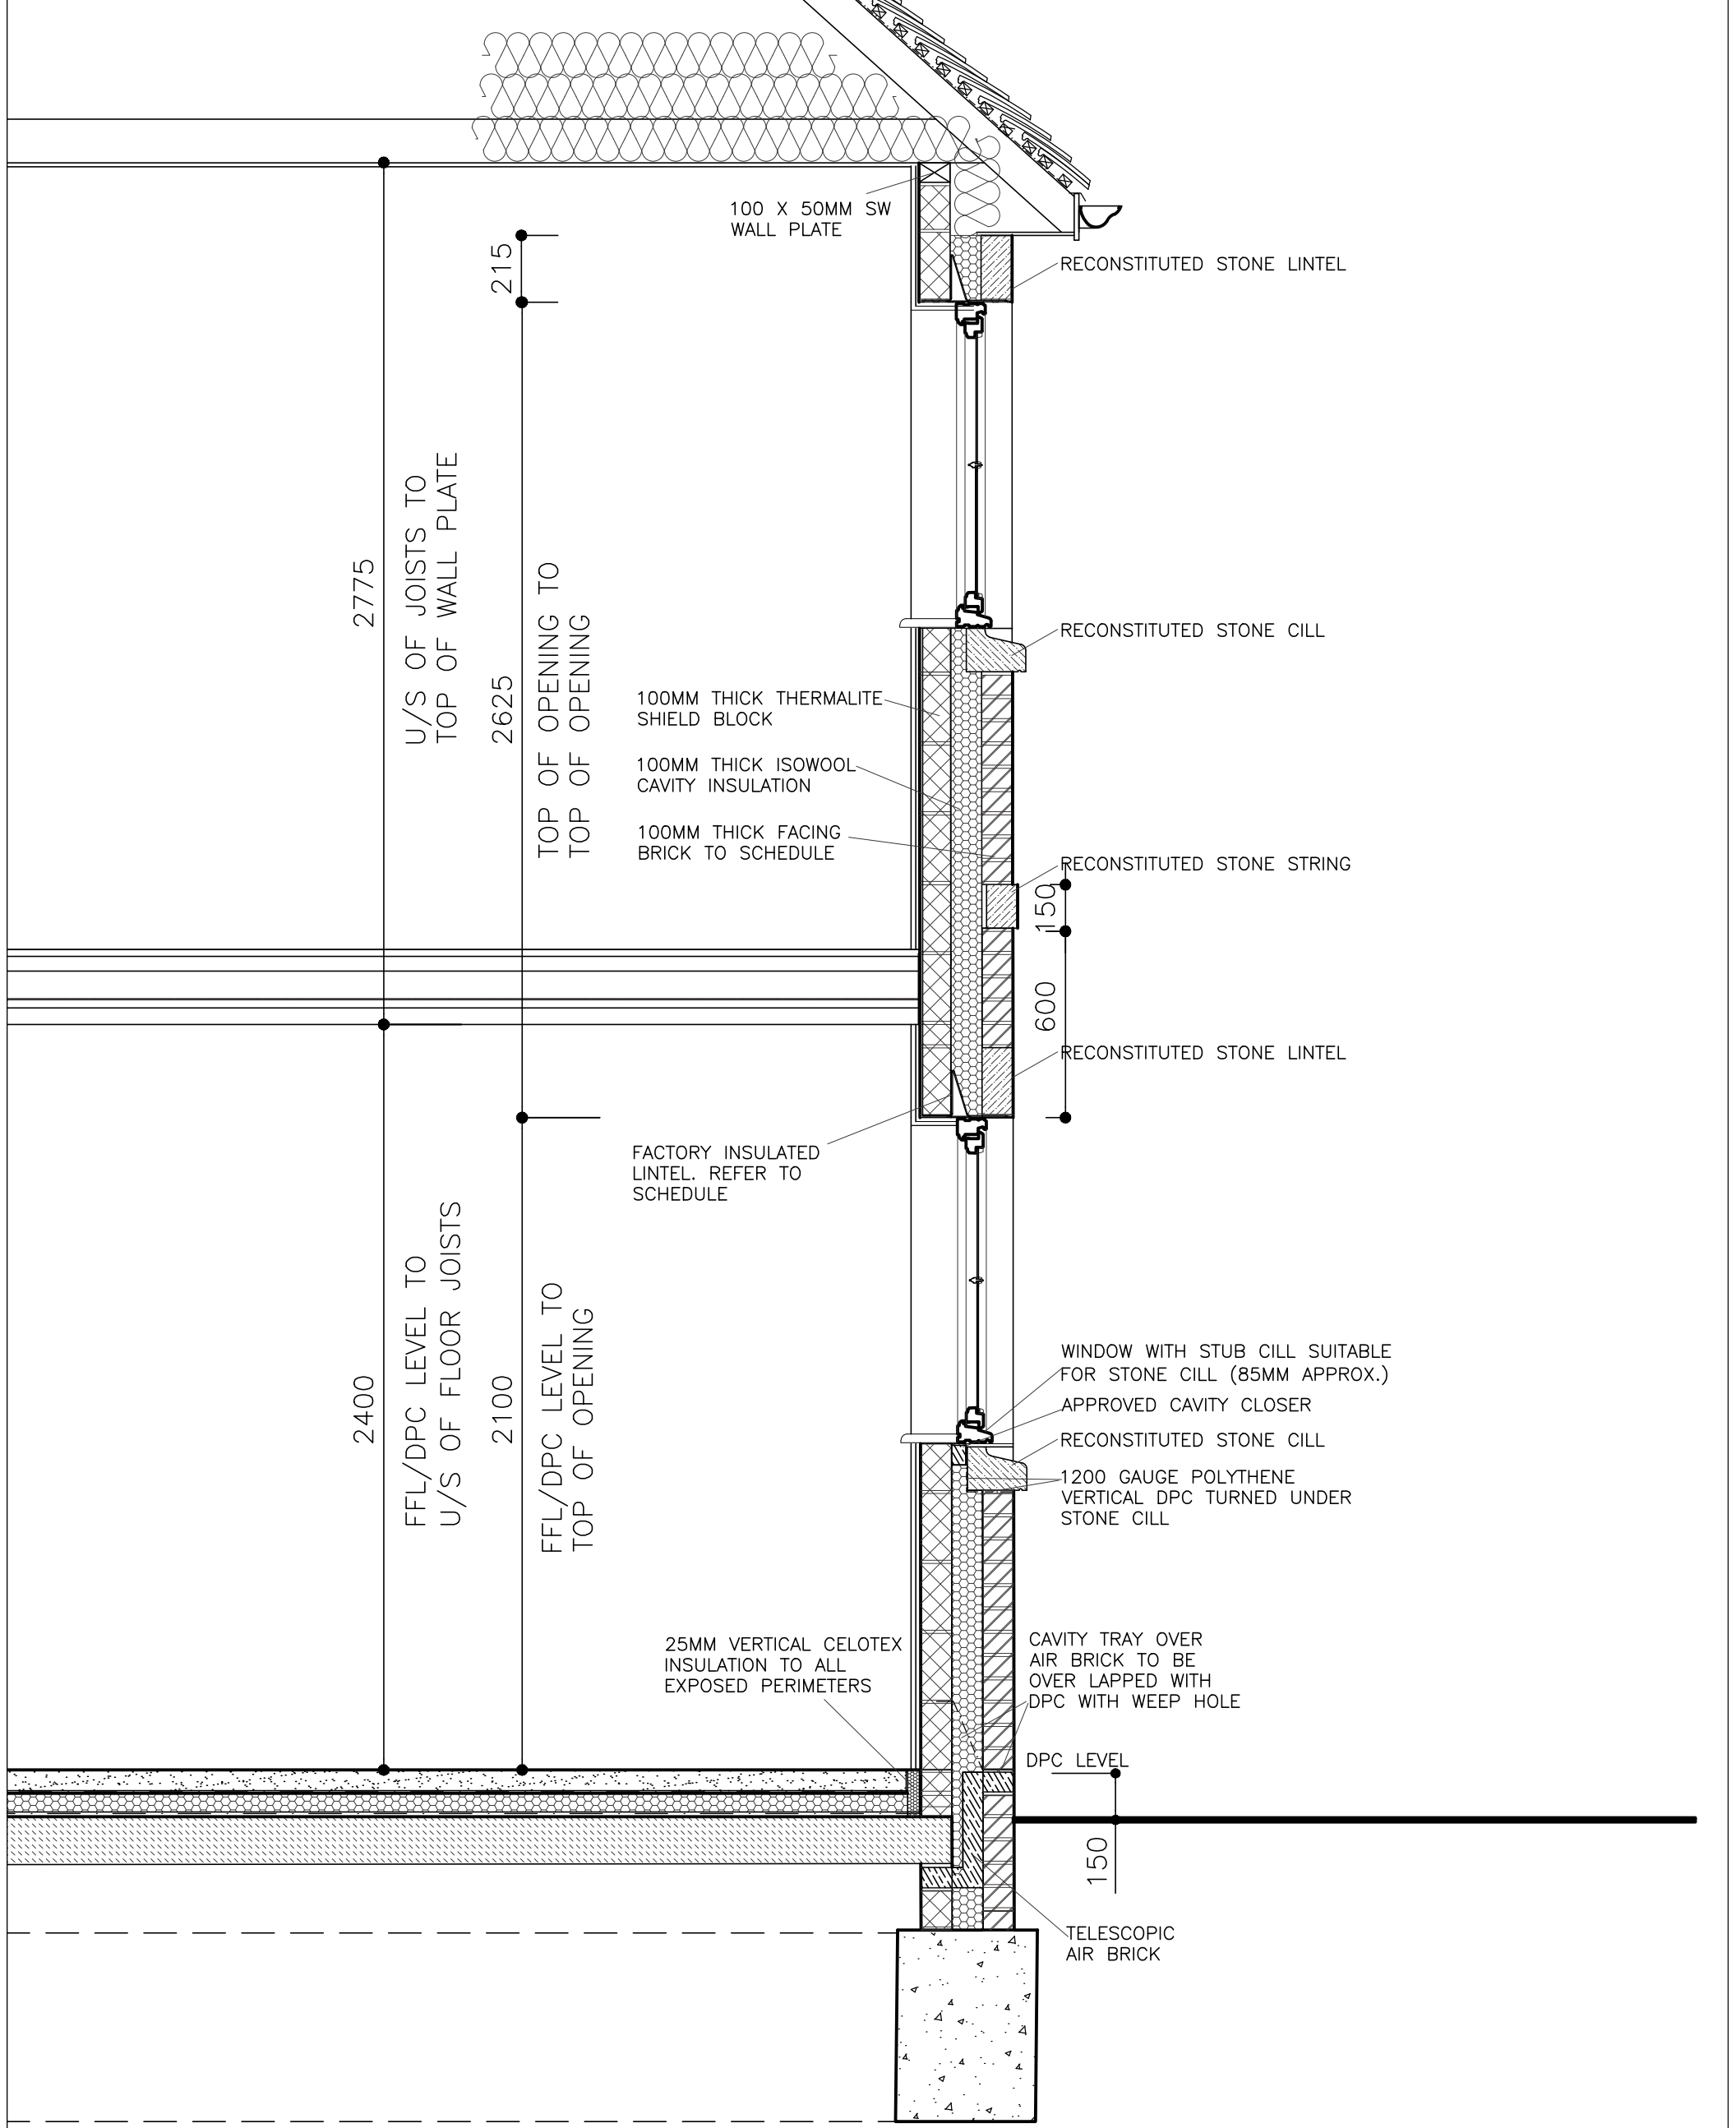 100 X 50MM SW
WALL PLATE
215
RECONSTITUTED STONE LINTEL
2775
U/S OF JOISTS TO
TOP OF WALL PLATE
2625
TOP OF OPENING TO
TOP OF OPENING
RECONSTITUTED STONE CILL
100MM THICK THERMALITE
SHIELD BLOCK
100MM THICK ISOWOOL
CAVITY INSULATION
100MM THICK FACING
BRICK TO SCHEDULE
RECONSTITUTED STONE STRING
150
600
RECONSTITUTED STONE LINTEL
FACTORY INSULATED
LINTEL. REFER TO
SCHEDULE
2400
FFL/DPC LEVEL TO
U/S OF FLOOR JOISTS
2100
FFL/DPC LEVEL TO
TOP OF OPENING
WINDOW WITH STUB CILL SUITABLE
FOR STONE CILL (85MM APPROX.)
APPROVED CAVITY CLOSER
RECONSTITUTED STONE CILL
1200 GAUGE POLYTHENE
VERTICAL DPC TURNED UNDER
STONE CILL
25MM VERTICAL CELOTEX
INSULATION TO ALL
EXPOSED PERIMETERS
CAVITY TRAY OVER
AIR BRICK TO BE
OVER LAPPED WITH
DPC WITH WEEP HOLE
DPC LEVEL
150
TELESCOPIC
AIR BRICK